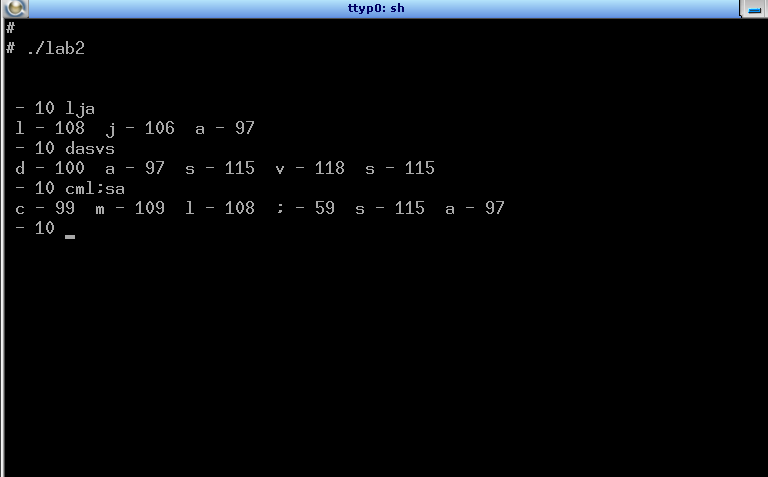 ttyp0: sh
#
# ./lab2
- 10 lja
l - 108  j - 106  a - 97
- 10 dasvs
d - 100  a - 97  s - 115  v - 118  s - 115
- 10 cml;sa
c - 99  m - 109  l - 108  ; - 59  s - 115  a - 97
- 10 _